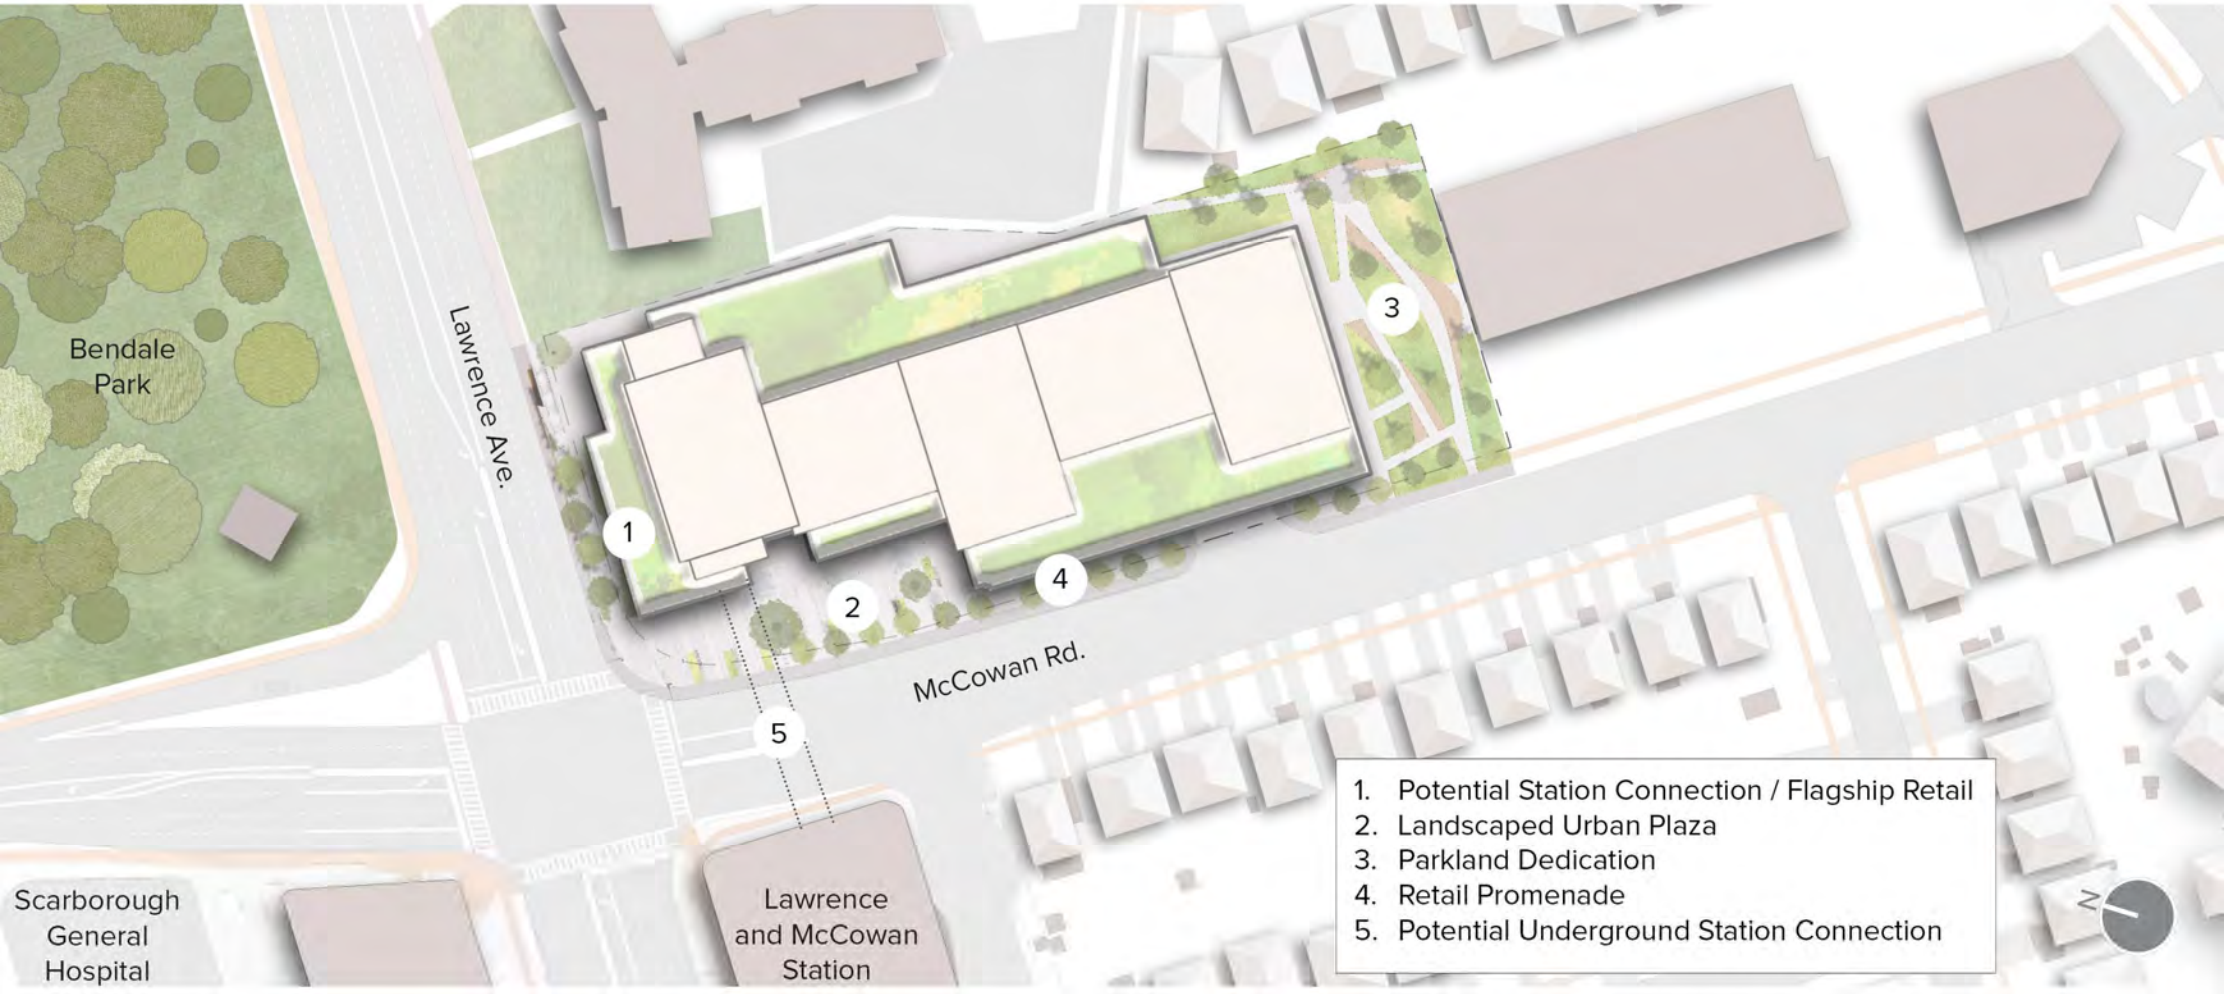 Bendale
Park
Lawrence Ave.
3
1
4
2
McCowan Rd.
5
1. Potential Station Connection / Flagship Retail
2. Landscaped Urban Plaza
3. Parkland Dedication
4. Retail Promenade
5. Potential Underground Station Connection
Scarborough
General
Hospital
Lawrence
and McCowan
Station
N